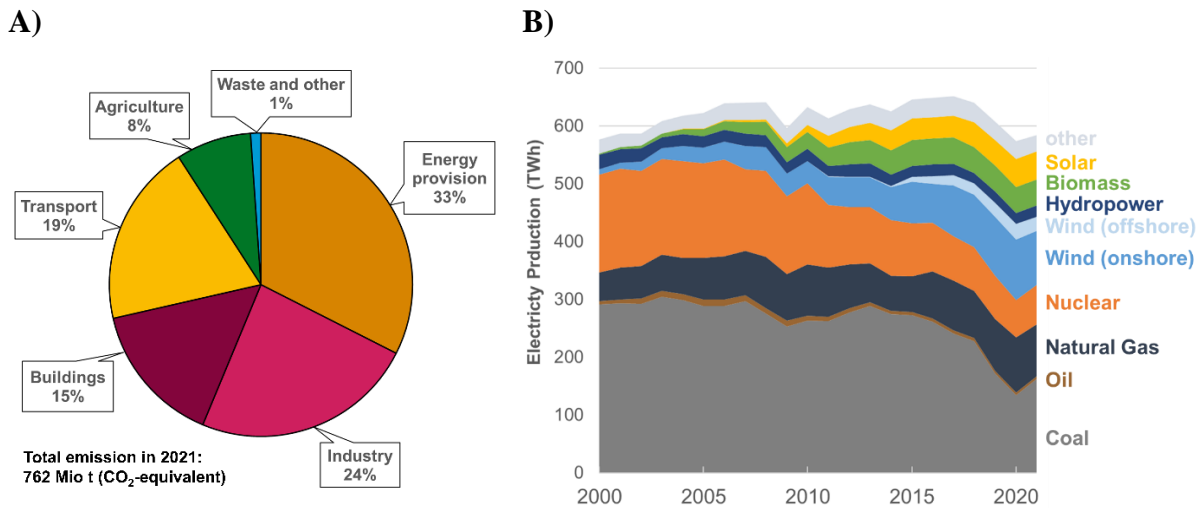 A)
Waste and other
1%
Agriculture
8%
Energy
provision
33%
Transport
19%
Buildings
15%
Industry
24%
Total emission in 2021:
762 Mio t (CO₂-equivalent)
B)
Electricty Prduction (TWh)
700
600
500
400
300
200
100
0
2000
2005
2010
2015
2020
other
Solar
Biomass
Hydropower
Wind (offshore)
Wind (onshore)
Nuclear
Natural Gas
Oil
Coal